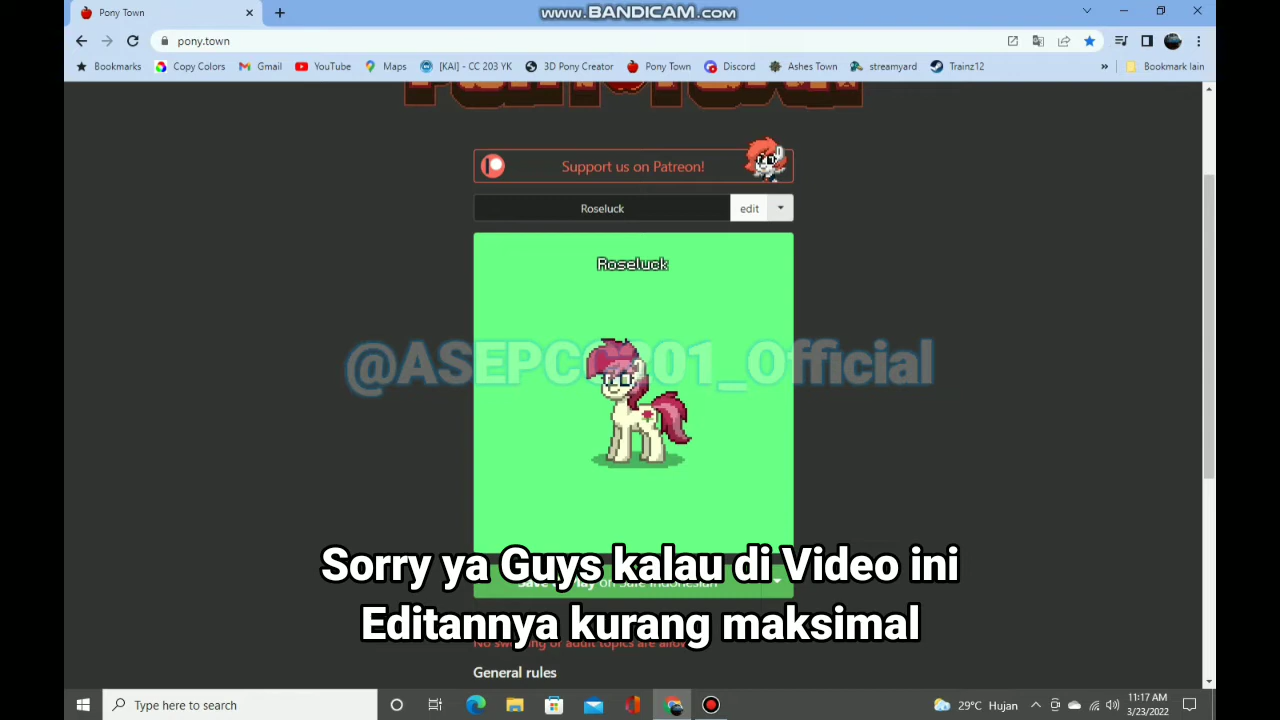 www.BANDICAM.com
Pony Town
pony.town
Bookmarks Copy Colors Gmail YouTube Maps [KAI] - CC 203 YK 3D Pony Creator Pony Town Discord Ashes Town streamyard Trainz12 » Bookmark lain
Support us on Patreon!
Roseluck edit
Roseluck
Sorry ya Guys kalau di Video ini
Editannya kurang maksimal
General rules
Type here to search
29°C Hujan
11:17 AM
3/23/2022